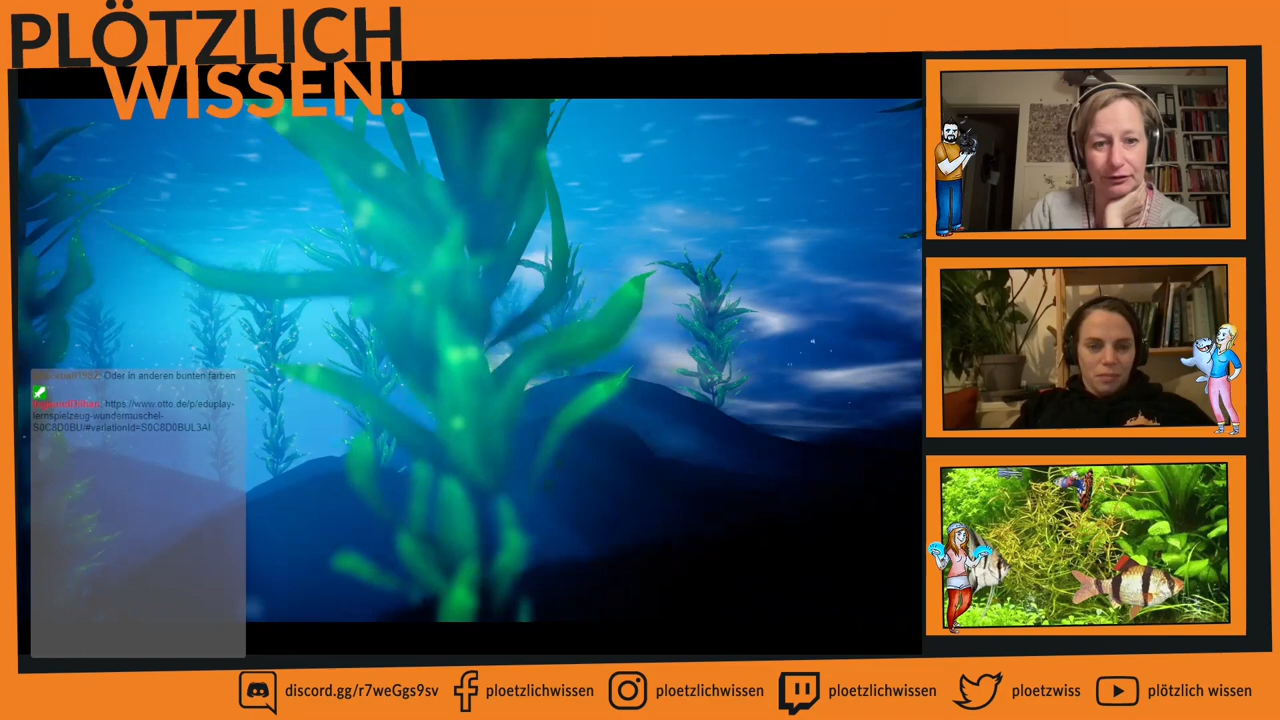 PLÖTZLICH
WISSEN!
Oder in anderen bunten farben
https://www.otto.de/p/eduplay-
lernspielzeug-wundermuschel-
S0C8D0BU/#variationId=S0C8D0BUL3AI
discord.gg/r7weGgs9sv
ploetzlichwissen
ploetzlichwissen
ploetzlichwissen
ploetzwiss
plötzlich wissen